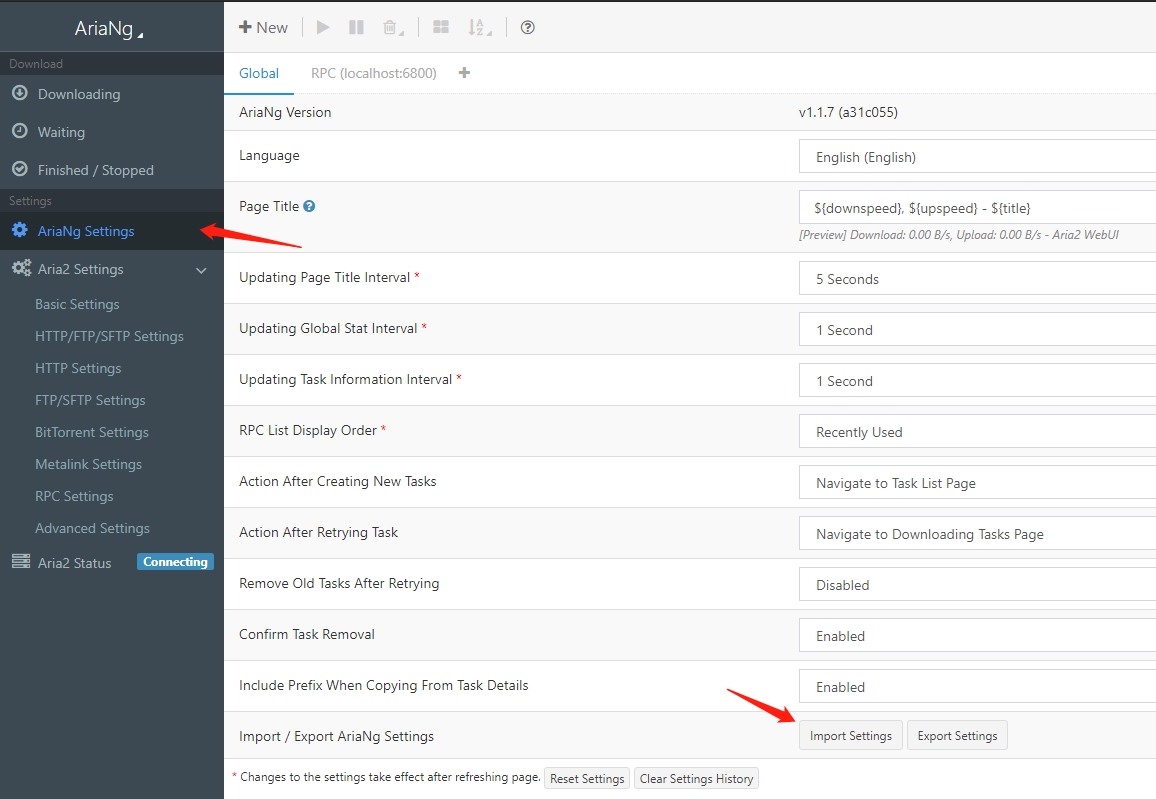 AriaNg
New
Download
Downloading
Waiting
Finished / Stopped
Settings
AriaNg Settings
Aria2 Settings
Basic Settings
HTTP/FTP/SFTP Settings
HTTP Settings
FTP/SFTP Settings
BitTorrent Settings
Metalink Settings
RPC Settings
Advanced Settings
Aria2 Status Connecting
Global RPC (localhost:6800)
AriaNg Version v1.1.7 (a31c055)
Language English (English)
Page Title ${downspeed}, ${upspeed} - ${title}
[Preview] Download: 0.00 B/s, Upload: 0.00 B/s - Aria2 WebUI
Updating Page Title Interval * 5 Seconds
Updating Global Stat Interval * 1 Second
Updating Task Information Interval * 1 Second
RPC List Display Order * Recently Used
Action After Creating New Tasks Navigate to Task List Page
Action After Retrying Task Navigate to Downloading Tasks Page
Remove Old Tasks After Retrying Disabled
Confirm Task Removal Enabled
Include Prefix When Copying From Task Details Enabled
Import / Export AriaNg Settings Import Settings Export Settings
* Changes to the settings take effect after refreshing page. Reset Settings Clear Settings History